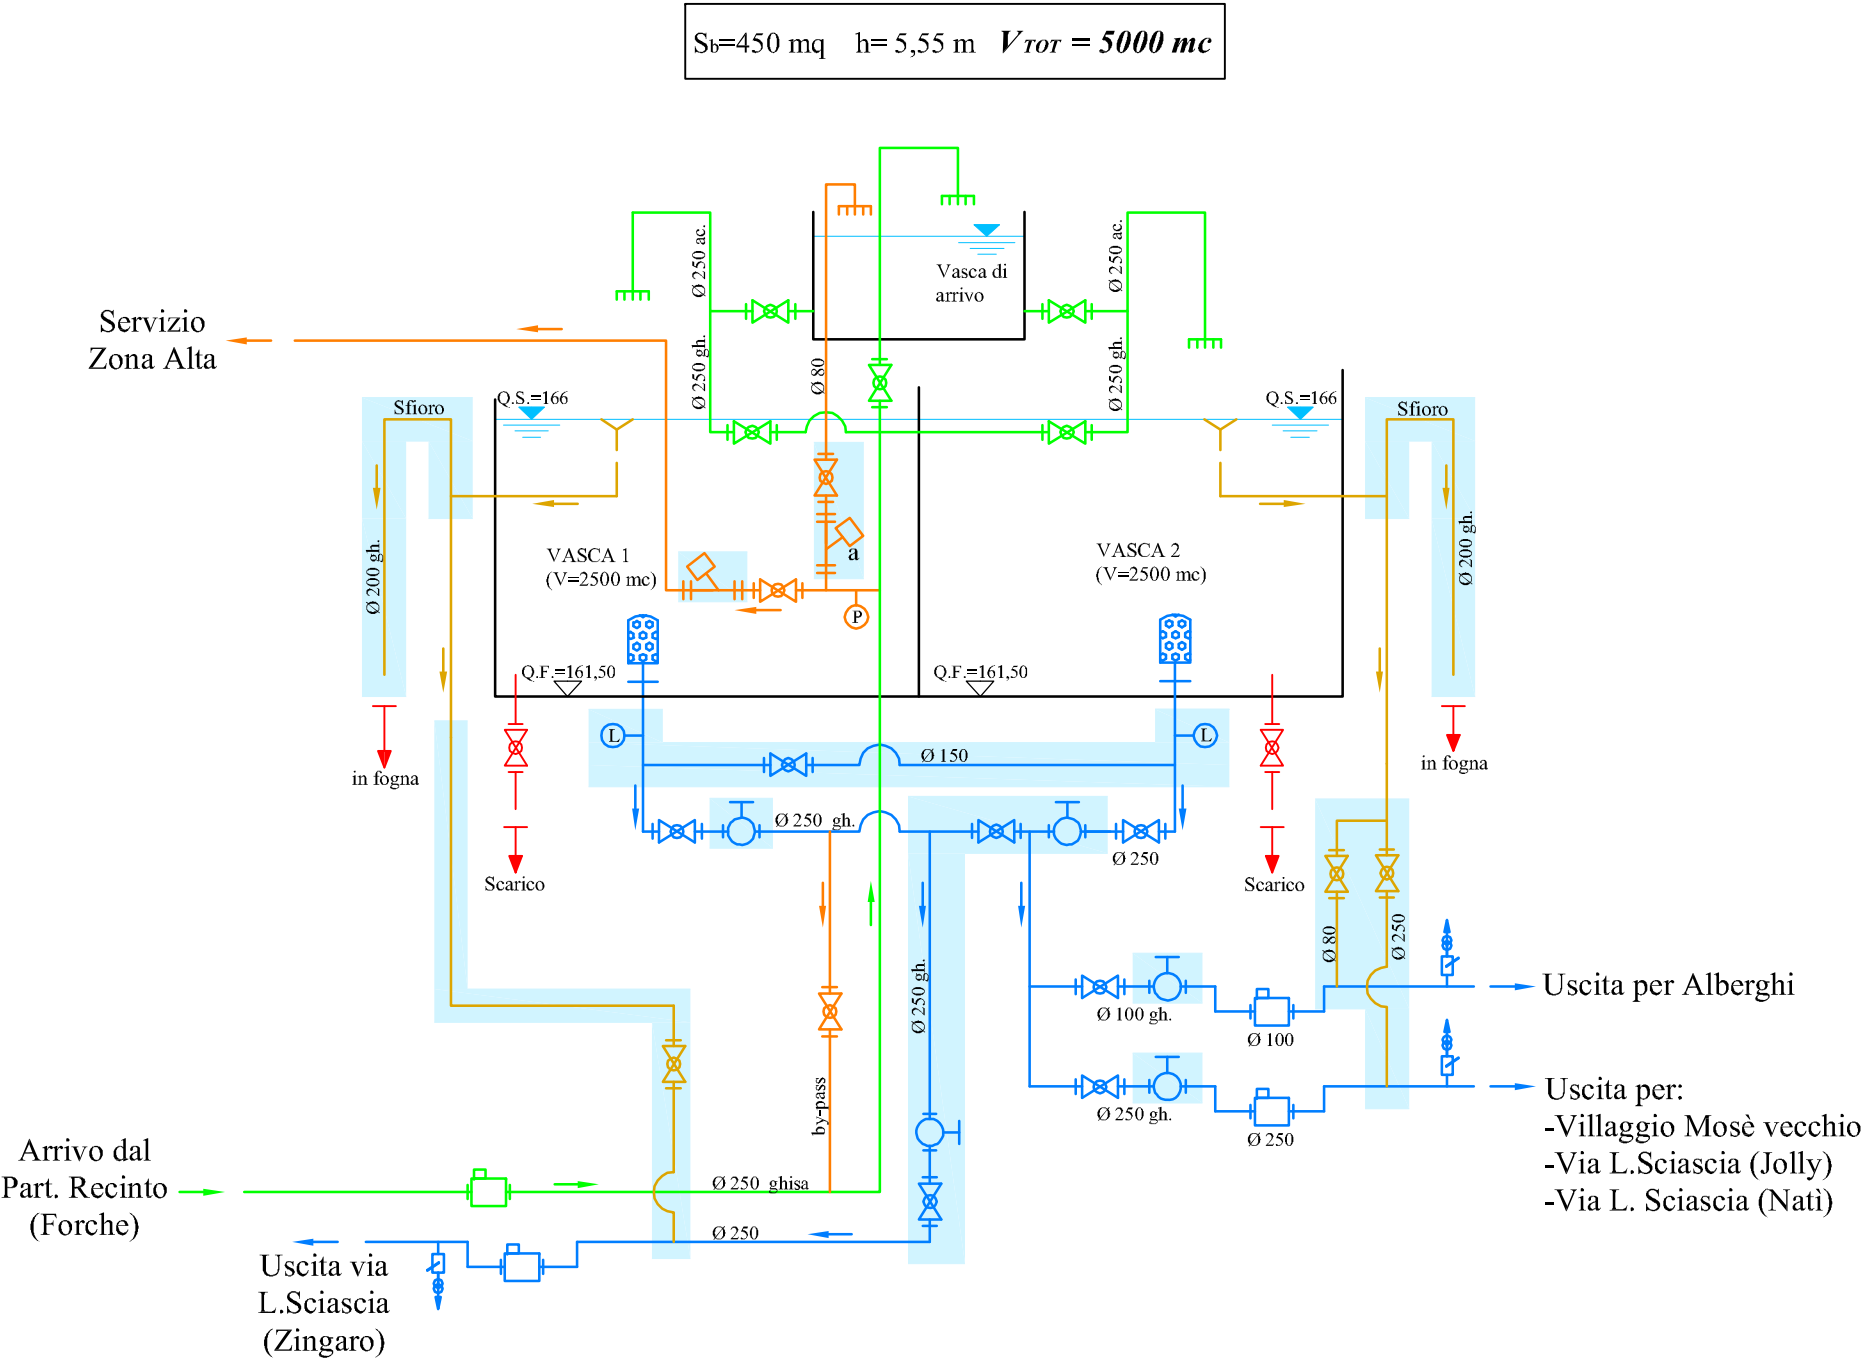 Sb=450 mq h= 5,55 m VTOT = 5000 mc
Ø 250 ac.
Vasca di
arrivo
Ø 250 ac.
Servizio
Zona Alta
Ø 250 gh.
Ø 80
Ø 250 gh.
Sfioro
Q.S.=166
Q.S.=166
Sfioro
Ø 200 gh.
VASCA 1
(V=2500 mc)
a
P
VASCA 2
(V=2500 mc)
Ø 200 gh.
Q.F.=161,50
Q.F.=161,50
in fogna
L
Ø 150
L
in fogna
Ø 250 gh.
Ø 250
Scarico
Scarico
Ø 250 gh.
Ø 80
Ø 250
Uscita per Alberghi
Ø 100 gh.
Ø 100
by-pass
Ø 250 gh.
Ø 250
Uscita per:
-Villaggio Mosè vecchio
-Via L.Sciascia (Jolly)
-Via L. Sciascia (Natì)
Arrivo dal
Part. Recinto
(Forche)
Ø 250 ghisa
Ø 250
Uscita via
L.Sciascia
(Zingaro)